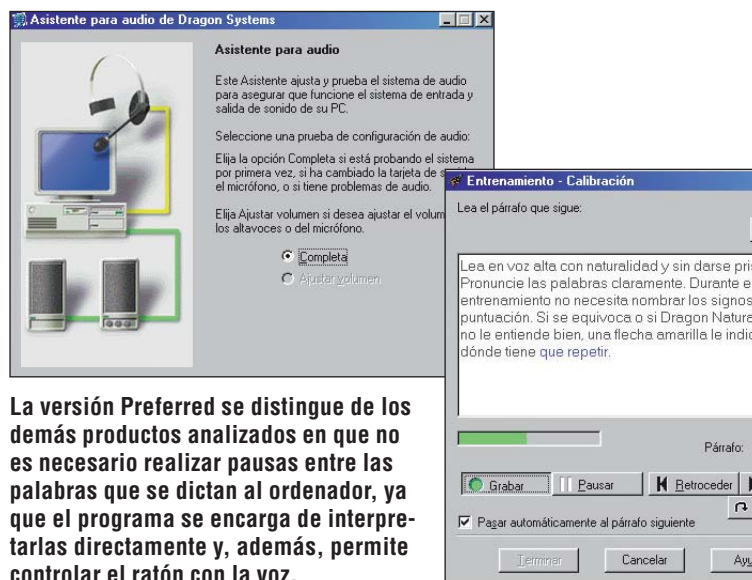 Asistente para audio de Dragon Systems
Asistente para audio
Este Asistente ajusta y prueba el sistema de audio
para asegurar que funcione el sistema de entrada y
salida de sonido de su PC.
Seleccione una prueba de configuración de audio:
Elija la opción Completa si está probando el sistema
por primera vez, si ha cambiado la tarjeta de
el micrófono, o si tiene problemas de audio.
Elija Ajustar volumen si desea ajustar el
los altavoces o del micrófono.
Completa
Ajustar volumen
Entrenamiento - Calibración
Lea el párrafo que sigue:
Lea en voz alta con naturalidad y sin darse
Pronuncie las palabras claramente. Durante
entrenamiento no necesita nombrar los signos
puntuación. Si se equivoca o si Dragon
no le entiende bien, una flecha amarilla le
dónde tiene que repetir.
Párrafo:
Grabar
Pausar
Retroceder
Pasar automáticamente al párrafo siguiente
Terminar
Cancelar
La versión Preferred se distingue de los
demás productos analizados en que no
es necesario realizar pausas entre las
palabras que se dictan al ordenador, ya
que el programa se encarga de interpre-
tarlas directamente y, además, permite
controlar el ratón con la voz.